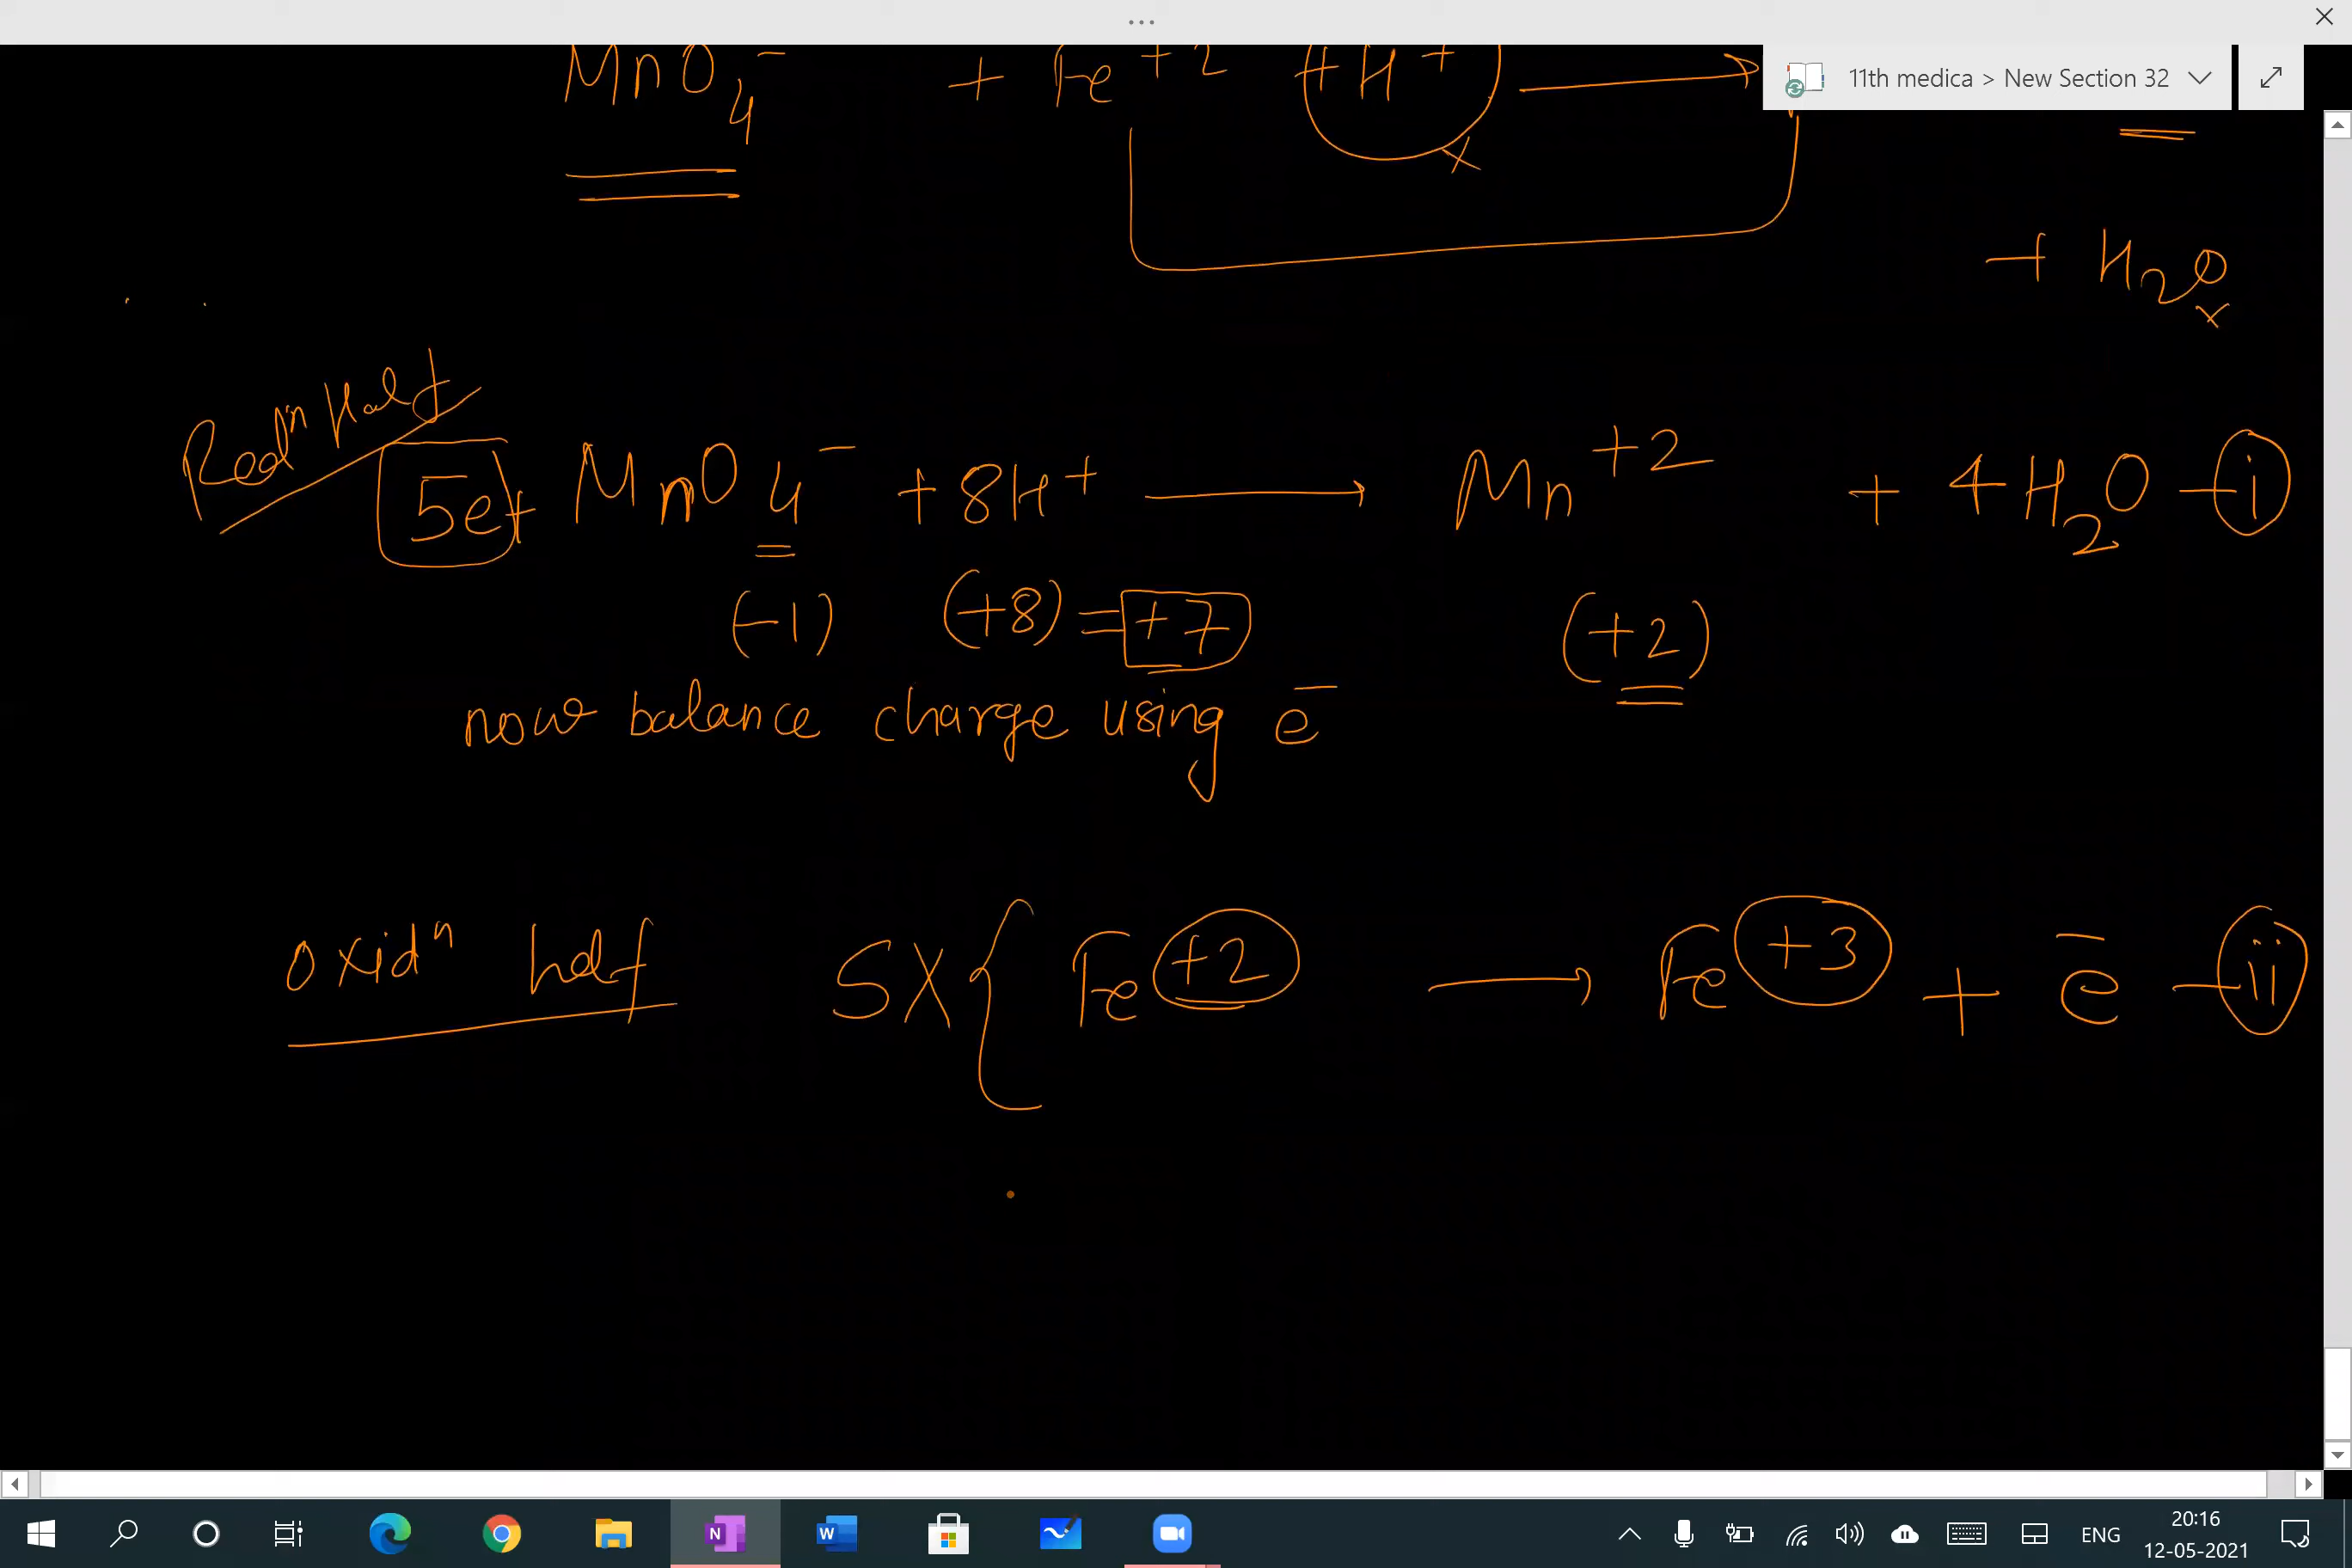 ...
MnO4⁻ + Fe⁺² + H⁺ ⟶
11th medica > New Section 32
+ H2O
x
x
Redⁿ Half
5e + MnO4⁻ + 8H⁺ ⟶ Mn⁺² + 4H2O - i
(-1) (+8) = +7 (+2)
now balance charge using e⁻
oxidⁿ half 5X { Fe⁺² ⟶ Fe⁺³ + e⁻ - ii
ENG
20:16
12-05-2021